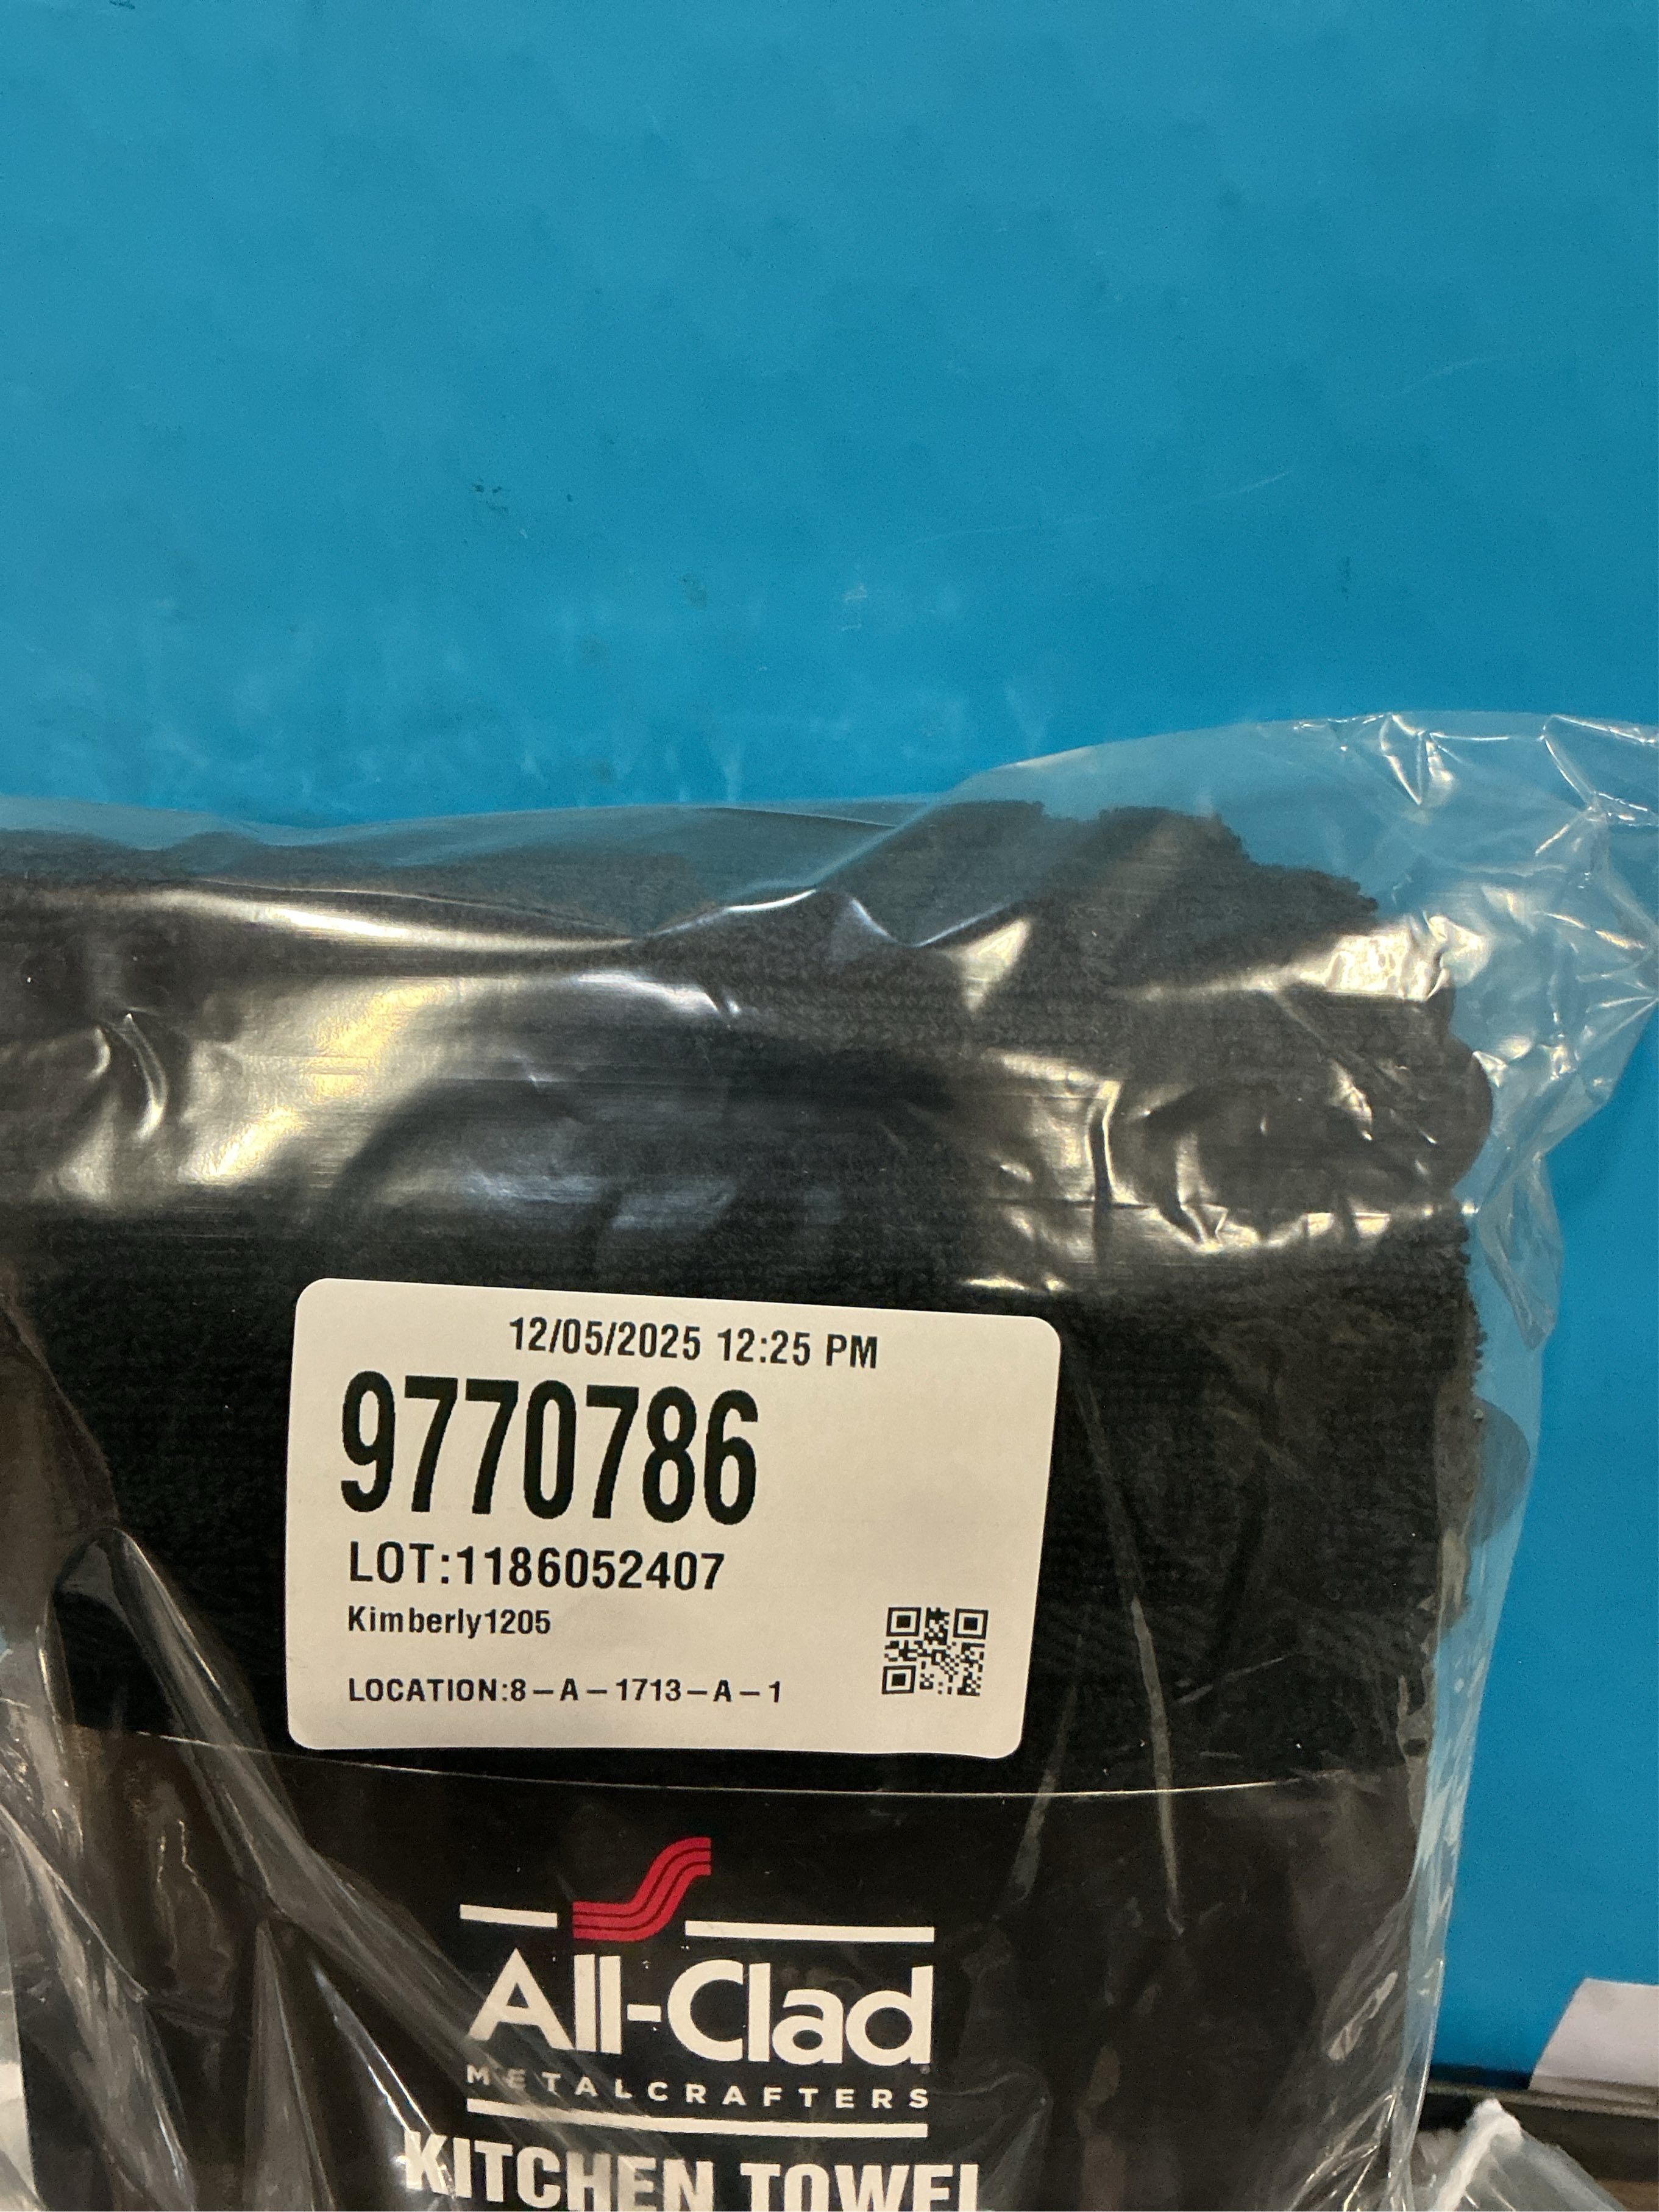 12/05/2025 12:25 PM
9770786
LOT:1186052407
Kimberly1205
LOCATION:8-A-1713-A-1
All-Clad
METALCRAFTERS
KITCHEN TOWEL